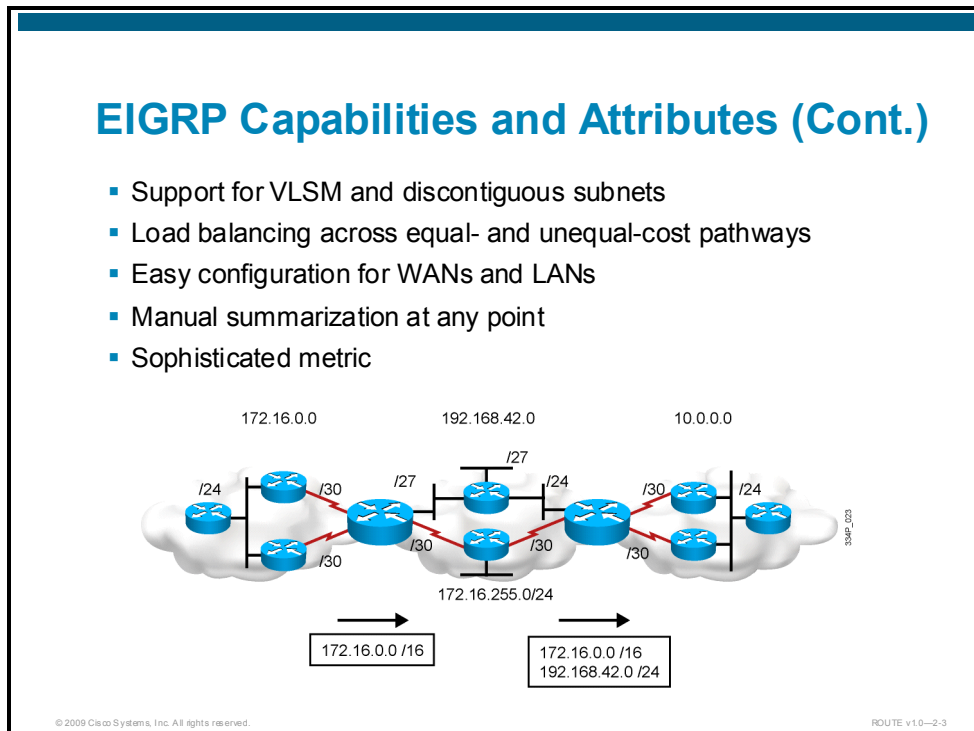 EIGRP Capabilities and Attributes (Cont.)
Support for VLSM and discontiguous subnets
Load balancing across equal- and unequal-cost pathways
Easy configuration for WANs and LANs
Manual summarization at any point
Sophisticated metric
172.16.0.0
192.168.42.0
10.0.0.0
/24
/30
/30
/27
/27
/24
/30
/30
172.16.255.0/24
/30
/30
/24
334P_023
172.16.0.0 /16
172.16.0.0 /16
192.168.42.0 /24
© 2009 Cisco Systems, Inc. All rights reserved.
ROUTE v1.0—2-3